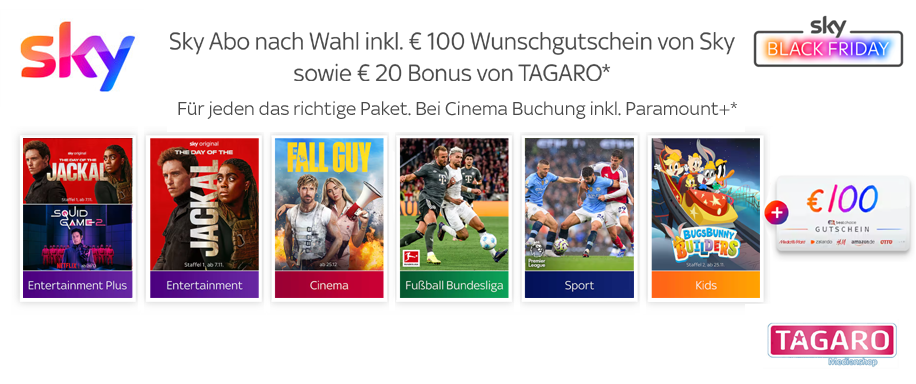 sky
Sky Abo nach Wahl inkl. € 100 Wunschgutschein von Sky
sowie € 20 Bonus von TAGARO*
Für jeden das richtige Paket. Bei Cinema Buchung inkl. Paramount+*
sky
BLACK FRIDAY
sky original
THE DAY OF THE
JACKAL
Staffel 1, ab 7.11.
SQUID
GAME 2
NETFLIX
Entertainment Plus
sky original
THE DAY OF THE
JACKAL
Staffel 1, ab 7.11.
Entertainment
FALL GUY
ab 25.12.
Cinema
Fußball Bundesliga
Premier
League
Sport
BUGS BUNNY
BUILDERS
Staffel 2, ab 25.11.
Kids
+
€100
GUTSCHEIN
MediaMarkt
zalando
H&M
amazon.de
OTTO
TAGARO
Medienshop